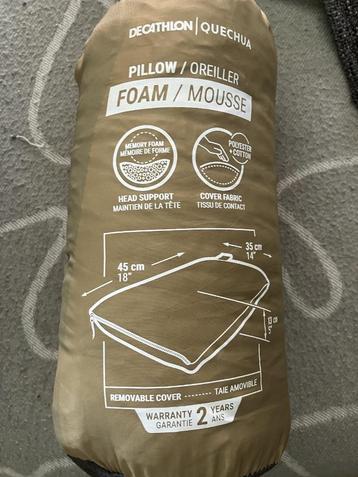 DECATHLON | QUECHUA
PILLOW / OREILLER
FOAM / MOUSSE
MEMORY FOAM
MÉMOIRE DE FORME
POLYESTER
+ COTTON
HEAD SUPPORT
MAINTIEN DE LA TÊTE
COVER FABRIC
TISSU DE CONTACT
45 cm
18"
35 cm
14"
REMOVABLE COVER ---- TAIE AMOVIBLE
WARRANTY 2 YEARS
GARANTIE ANS